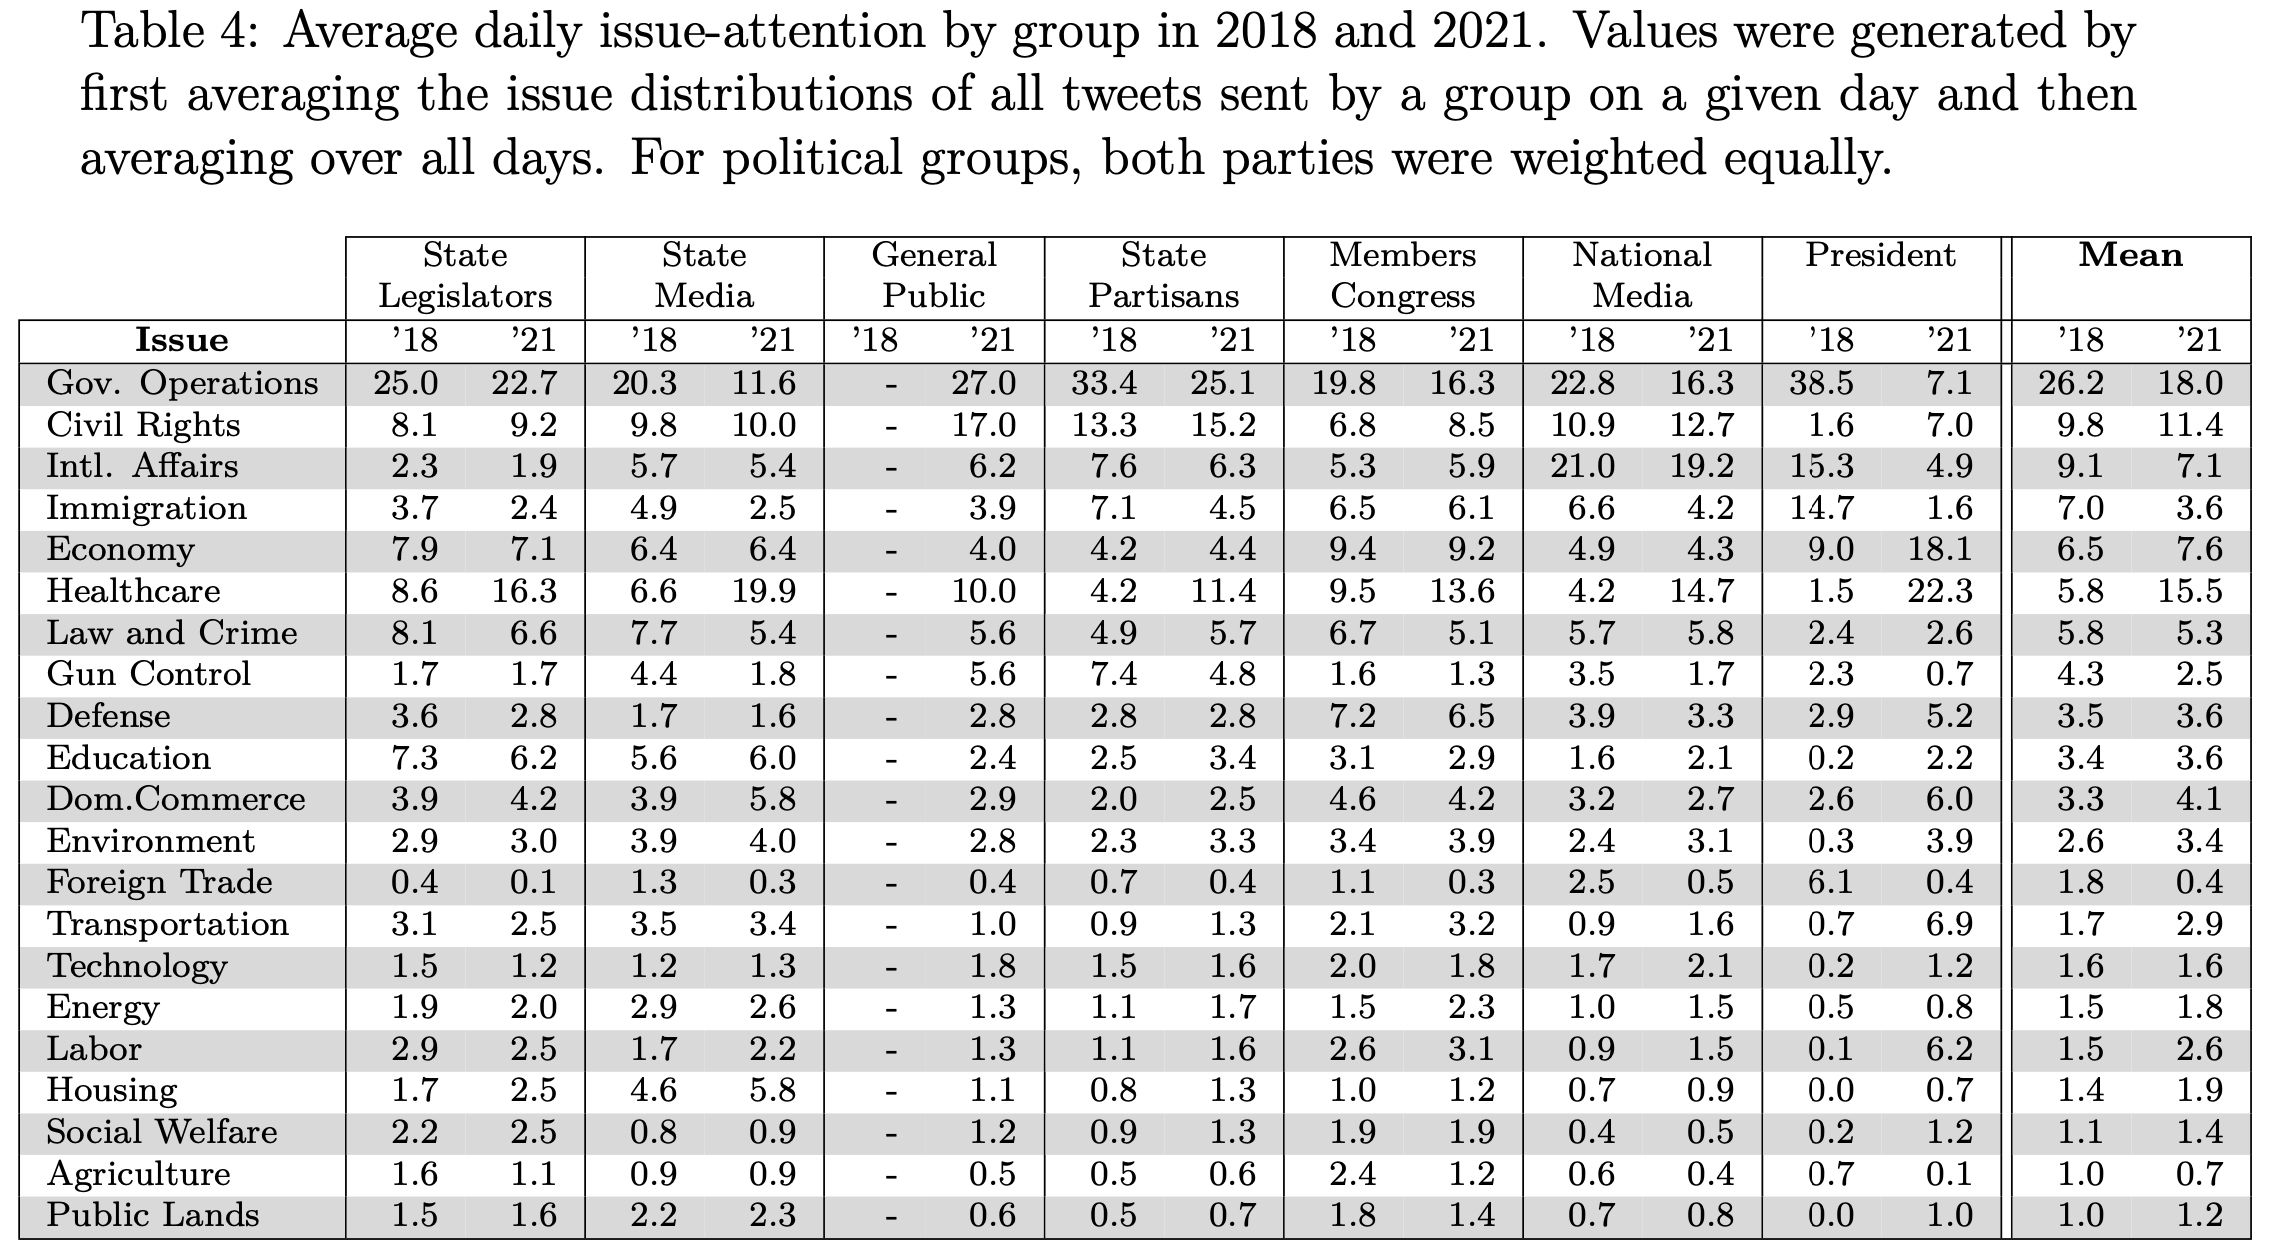 Table 4: Average daily issue-attention by group in 2018 and 2021. Values were generated by
first averaging the issue distributions of all tweets sent by a group on a given day and then
averaging over all days. For political groups, both parties were weighted equally.
State State General State Members National President Mean
Legislators Media Public Partisans Congress Media
Issue ’18 ’21 ’18 ’21 ’18 ’21 ’18 ’21 ’18 ’21 ’18 ’21 ’18 ’21 ’18 ’21
Gov. Operations 25.0 22.7 20.3 11.6 - 27.0 33.4 25.1 19.8 16.3 22.8 16.3 38.5 7.1 26.2 18.0
Civil Rights 8.1 9.2 9.8 10.0 - 17.0 13.3 15.2 6.8 8.5 10.9 12.7 1.6 7.0 9.8 11.4
Intl. Affairs 2.3 1.9 5.7 5.4 - 6.2 7.6 6.3 5.3 5.9 21.0 19.2 15.3 4.9 9.1 7.1
Immigration 3.7 2.4 4.9 2.5 - 3.9 7.1 4.5 6.5 6.1 6.6 4.2 14.7 1.6 7.0 3.6
Economy 7.9 7.1 6.4 6.4 - 4.0 4.2 4.4 9.4 9.2 4.9 4.3 9.0 18.1 6.5 7.6
Healthcare 8.6 16.3 6.6 19.9 - 10.0 4.2 11.4 9.5 13.6 4.2 14.7 1.5 22.3 5.8 15.5
Law and Crime 8.1 6.6 7.7 5.4 - 5.6 4.9 5.7 6.7 5.1 5.7 5.8 2.4 2.6 5.8 5.3
Gun Control 1.7 1.7 4.4 1.8 - 5.6 7.4 4.8 1.6 1.3 3.5 1.7 2.3 0.7 4.3 2.5
Defense 3.6 2.8 1.7 1.6 - 2.8 2.8 2.8 7.2 6.5 3.9 3.3 2.9 5.2 3.5 3.6
Education 7.3 6.2 5.6 6.0 - 2.4 2.5 3.4 3.1 2.9 1.6 2.1 0.2 2.2 3.4 3.6
Dom.Commerce 3.9 4.2 3.9 5.8 - 2.9 2.0 2.5 4.6 4.2 3.2 2.7 2.6 6.0 3.3 4.1
Environment 2.9 3.0 3.9 4.0 - 2.8 2.3 3.3 3.4 3.9 2.4 3.1 0.3 3.9 2.6 3.4
Foreign Trade 0.4 0.1 1.3 0.3 - 0.4 0.7 0.4 1.1 0.3 2.5 0.5 6.1 0.4 1.8 0.4
Transportation 3.1 2.5 3.5 3.4 - 1.0 0.9 1.3 2.1 3.2 0.9 1.6 0.7 6.9 1.7 2.9
Technology 1.5 1.2 1.2 1.3 - 1.8 1.5 1.6 2.0 1.8 1.7 2.1 0.2 1.2 1.6 1.6
Energy 1.9 2.0 2.9 2.6 - 1.3 1.1 1.7 1.5 2.3 1.0 1.5 0.5 0.8 1.5 1.8
Labor 2.9 2.5 1.7 2.2 - 1.3 1.1 1.6 2.6 3.1 0.9 1.5 0.1 6.2 1.5 2.6
Housing 1.7 2.5 4.6 5.8 - 1.1 0.8 1.3 1.0 1.2 0.7 0.9 0.0 0.7 1.4 1.9
Social Welfare 2.2 2.5 0.8 0.9 - 1.2 0.9 1.3 1.9 1.9 0.4 0.5 0.2 1.2 1.1 1.4
Agriculture 1.6 1.1 0.9 0.9 - 0.5 0.5 0.6 2.4 1.2 0.6 0.4 0.7 0.1 1.0 0.7
Public Lands 1.5 1.6 2.2 2.3 - 0.6 0.5 0.7 1.8 1.4 0.7 0.8 0.0 1.0 1.0 1.2